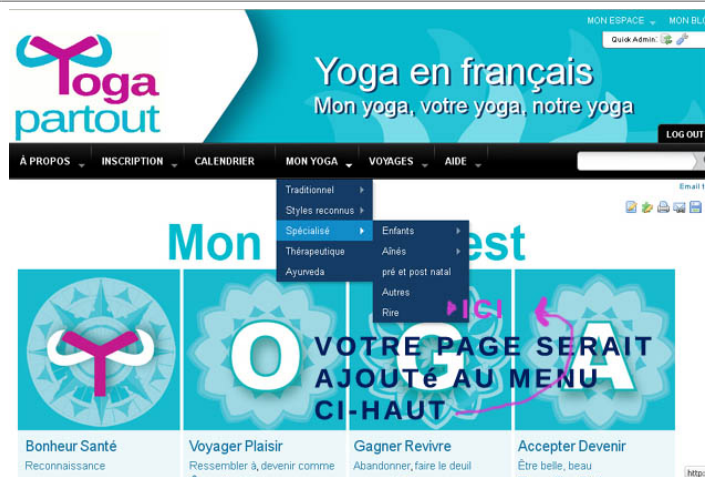 MON ESPACE MON BLO
Quick Admin:
Yoga
partout
Yoga en français
Mon yoga, votre yoga, notre yoga
LOG OUT
À PROPOS INSCRIPTION CALENDRIER MON YOGA VOYAGES AIDE
Email t
Traditionnel
Styles reconnus
Spécialisé
Thérapeutique
Ayurveda
Enfants
Aînés
pré et post natal
Autres
Rire
ICI
Mon est
Y O G A
VOTRE PAGE SERAIT
AJOUTé AU MENU
CI-HAUT
Bonheur Santé
Reconnaissance
Voyager Plaisir
Ressembler à, devenir comme
Gagner Revivre
Abandonner, faire le deuil
Accepter Devenir
Être belle, beau
http: